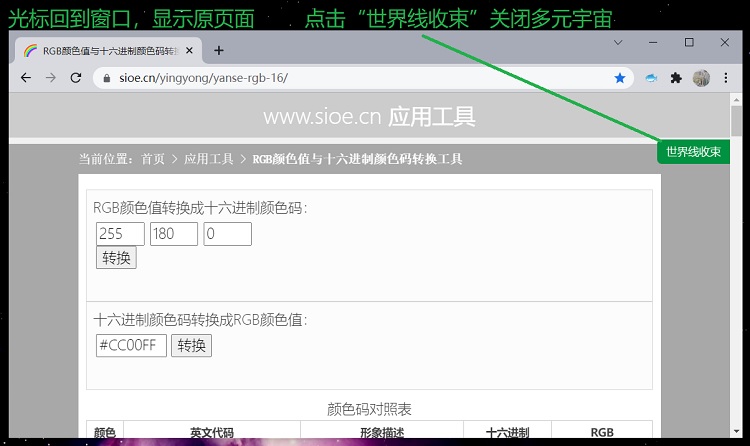 光标回到窗口，显示原页面 点击“世界线收束”关闭多元宇宙
RGB颜色值与十六进制颜色码转换
sioe.cn/yingyong/yanse-rgb-16/
www.sioe.cn 应用工具
世界线收束
当前位置：首页 > 应用工具 > RGB颜色值与十六进制颜色码转换工具
RGB颜色值转换成十六进制颜色码：
255 180 0
转换
十六进制颜色码转换成RGB颜色值：
#CC00FF 转换
颜色码对照表
颜色 英文代码 形象描述 十六进制 RGB